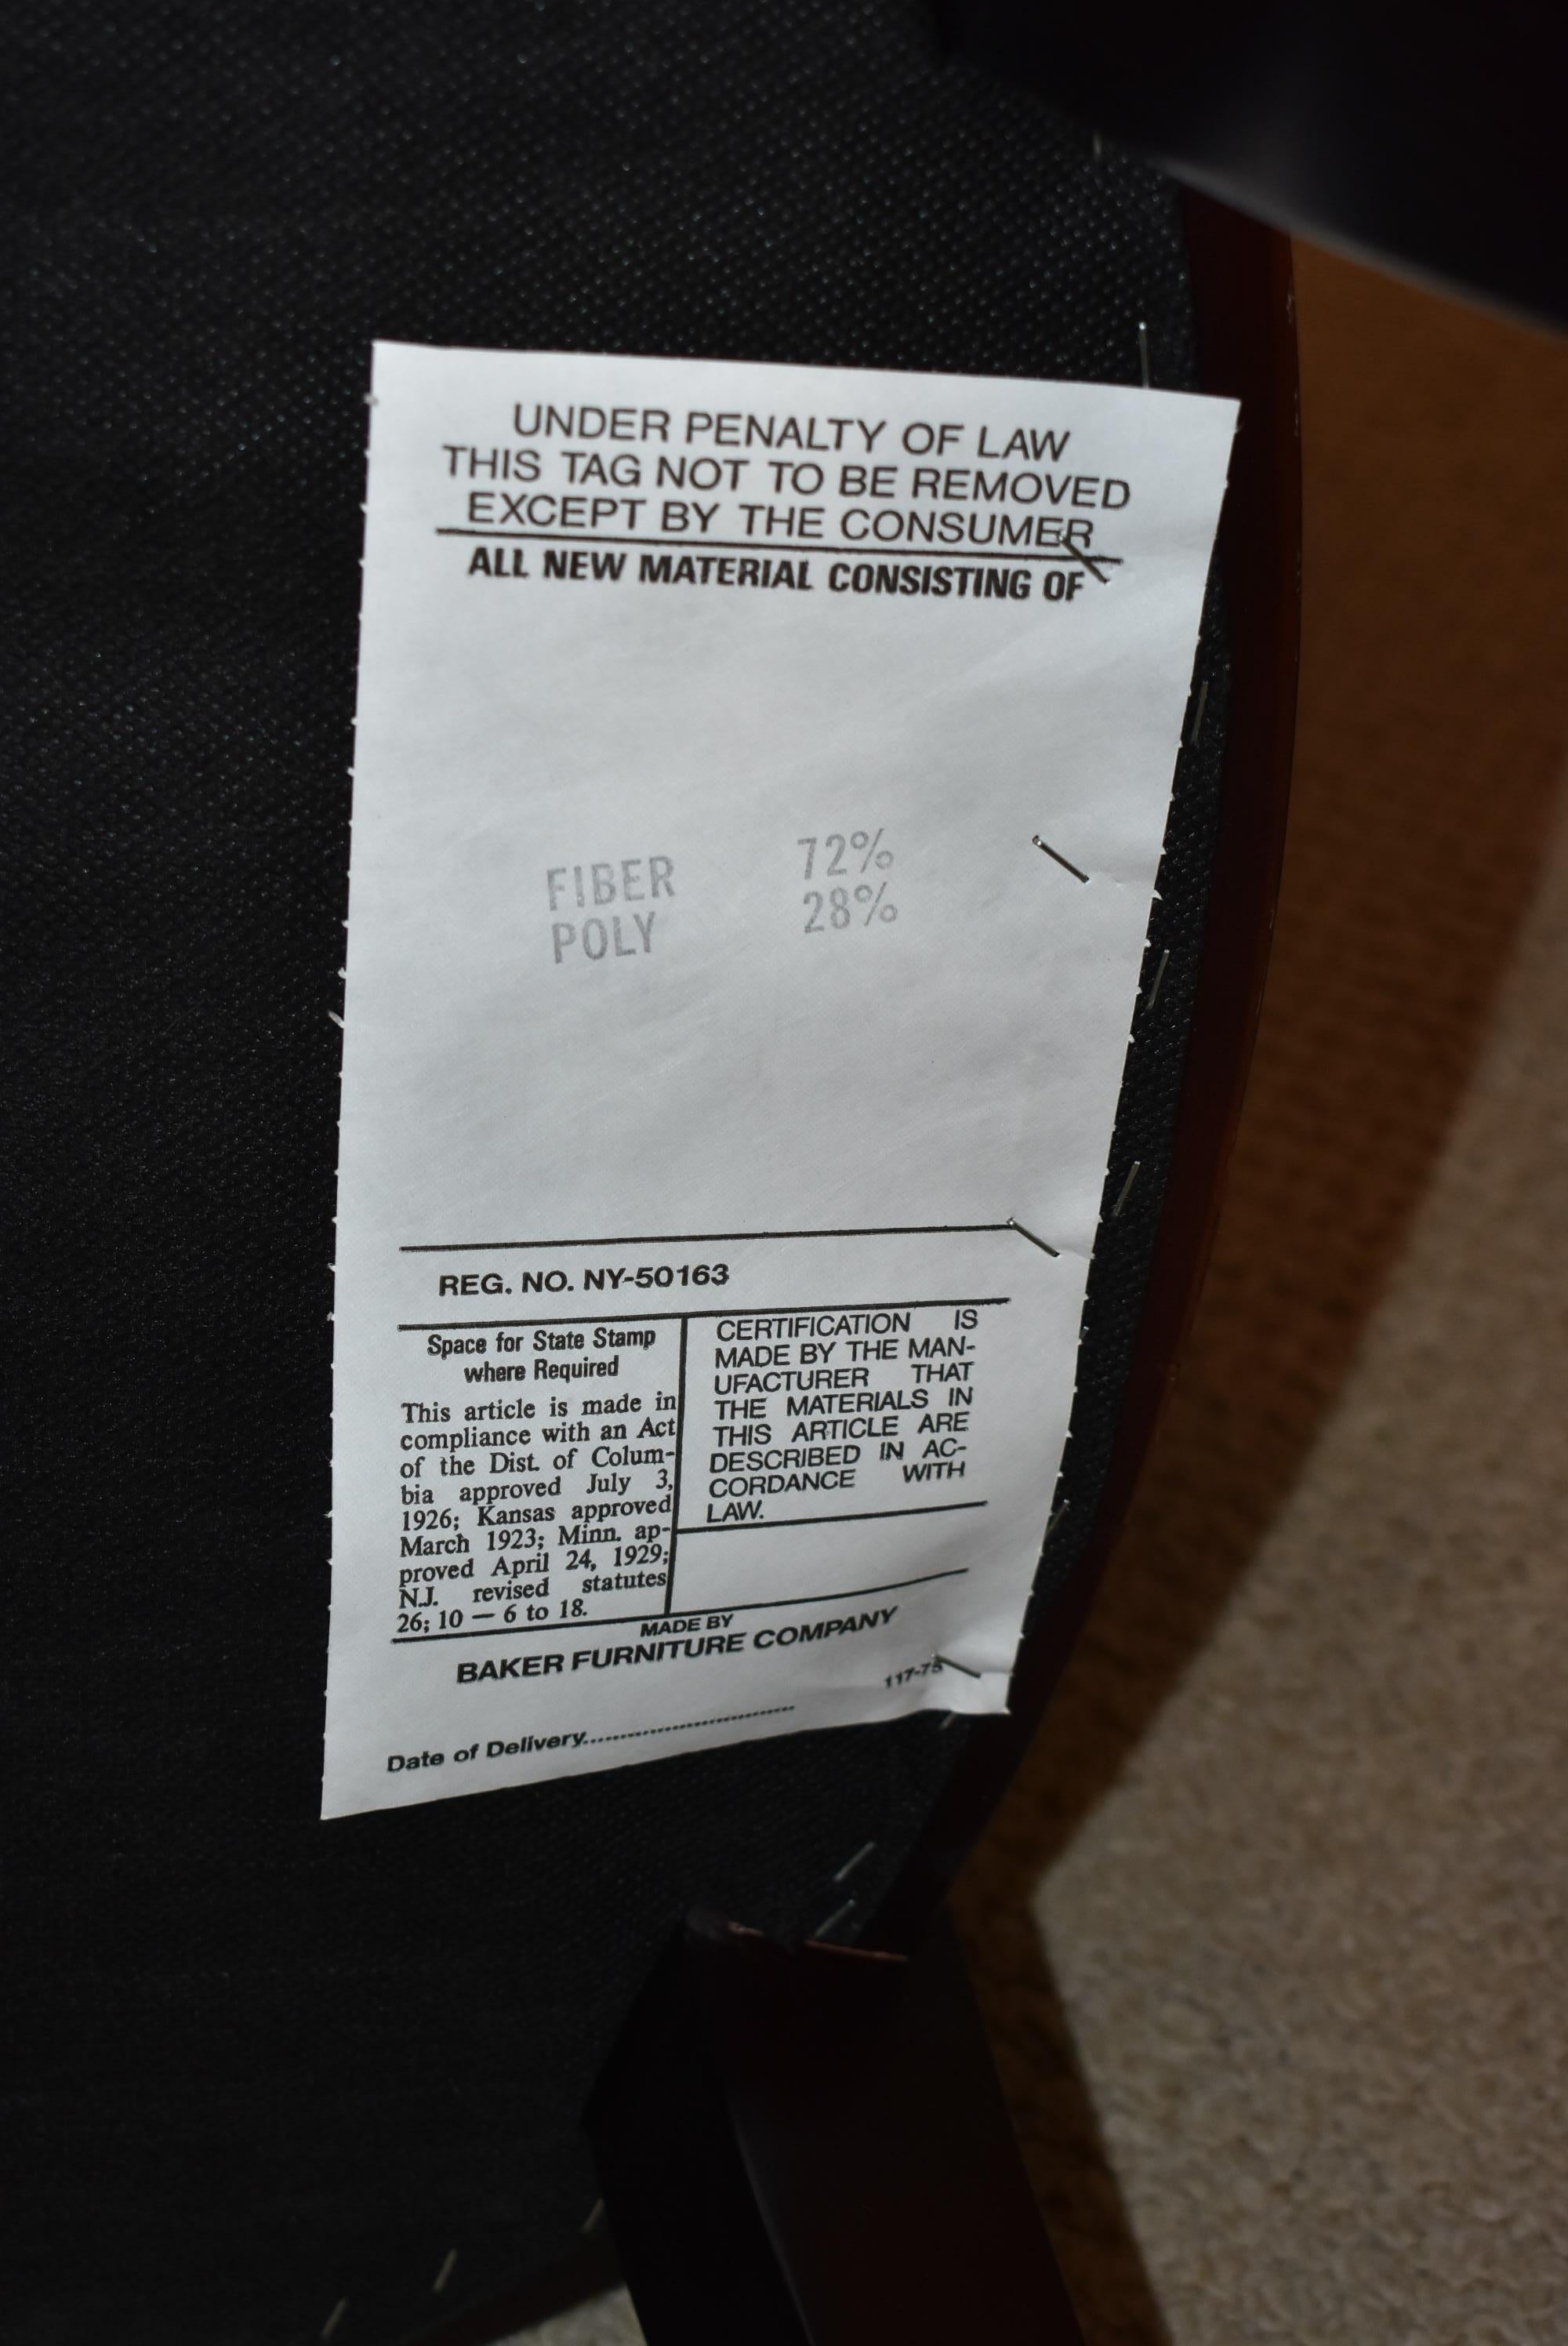 UNDER PENALTY OF LAW
THIS TAG NOT TO BE REMOVED
EXCEPT BY THE CONSUMER
ALL NEW MATERIAL CONSISTING OF
FIBER 72%
POLY 28%
REG. NO. NY-50163
Space for State Stamp
where Required
This article is made in
compliance with an Act
of the Dist. of Colum-
bia approved July 3,
1926; Kansas approved
March 1923; Minn. ap-
proved April 24, 1929;
N.J. revised statutes
26; 10 — 6 to 18.
CERTIFICATION IS
MADE BY THE MAN-
UFACTURER THAT
THE MATERIALS IN
THIS ARTICLE ARE
DESCRIBED IN AC-
CORDANCE WITH
LAW.
MADE BY
BAKER FURNITURE COMPANY
117-75
Date of Delivery..............................